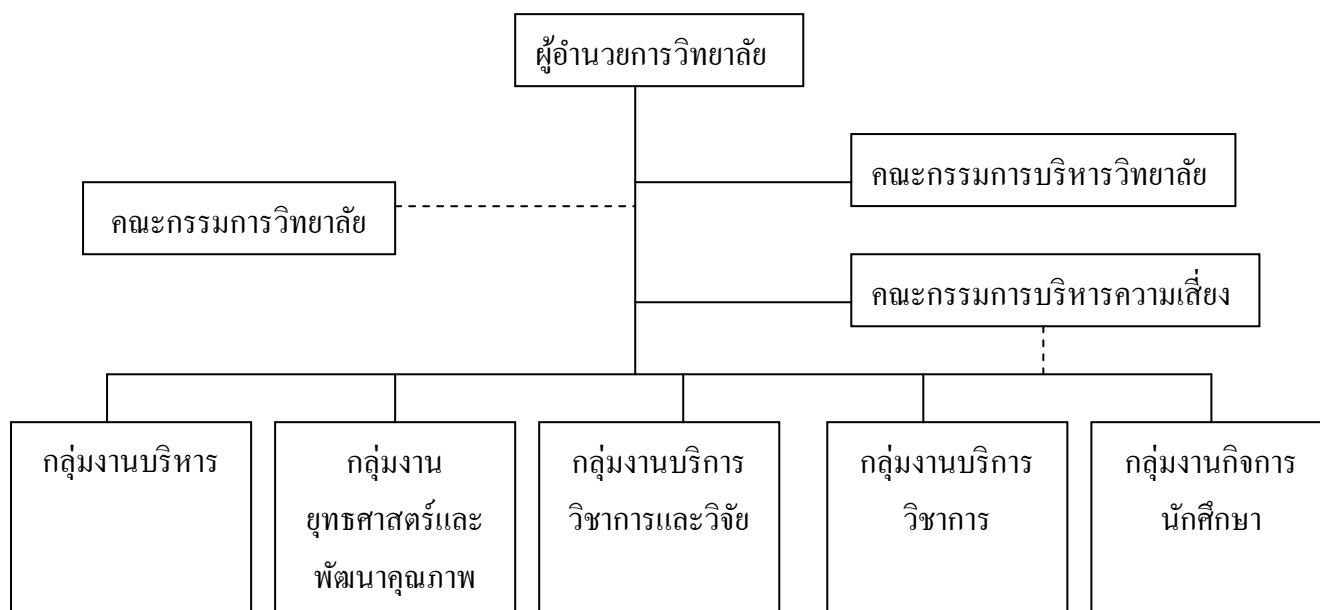 ผู้อำนวยการวิทยาลัย
คณะกรรมการบริหารวิทยาลัย
คณะกรรมการวิทยาลัย
คณะกรรมการบริหารความเสี่ยง
กลุ่มงานบริหาร
กลุ่มงาน
ยุทธศาสตร์และ
พัฒนาคุณภาพ
กลุ่มงานบริการ
วิชาการและวิจัย
กลุ่มงานบริการ
วิชาการ
กลุ่มงานกิจการ
นักศึกษา